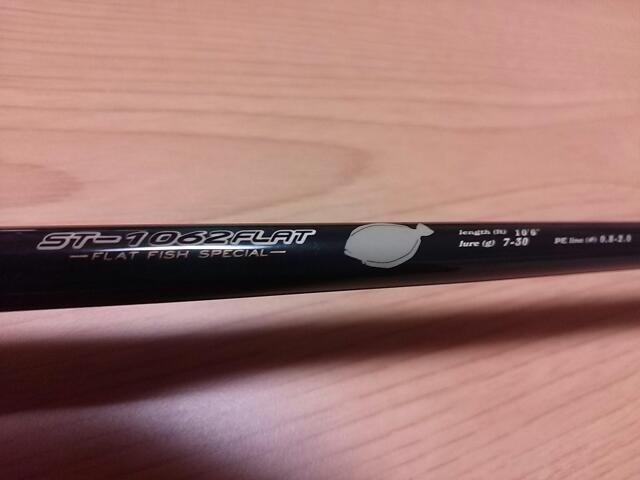 ST-1062FLAT
FLAT FISH SPECIAL
length (ft) 10'6"
lure (g) 7-30
PE line (#) 0.8-2.0